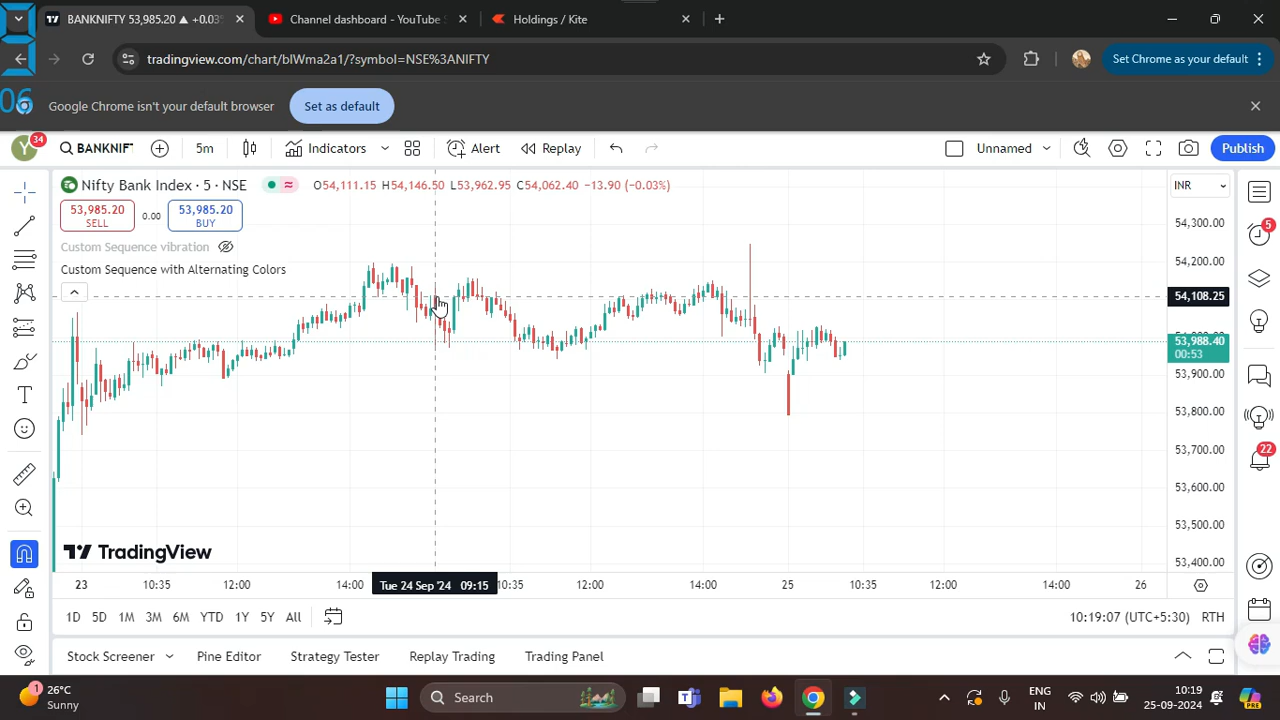 9
06
BANKNIFTY 53,985.20 ▲ +0.03
Channel dashboard - YouTube
Holdings / Kite
tradingview.com/chart/blWma2a1/?symbol=NSE%3ANIFTY
Set Chrome as your default
Google Chrome isn't your default browser
Set as default
Y
34
BANKNIFT
5m
Indicators
Alert
Replay
Unnamed
Publish
Nifty Bank Index · 5 · NSE
O54,111.15 H54,146.50 L53,962.95 C54,062.40 −13.90 (−0.03%)
INR
53,985.20
SELL
0.00
53,985.20
BUY
Custom Sequence vibration
Custom Sequence with Alternating Colors
54,300.00
54,200.00
54,108.25
53,988.40
00:53
53,900.00
53,800.00
53,700.00
53,600.00
53,500.00
53,400.00
5
22
TradingView
23
10:35
12:00
14:00
Tue 24 Sep '24 09:15
10:35
12:00
14:00
25
10:35
12:00
14:00
26
1D 5D 1M 3M 6M YTD 1Y 5Y All
10:19:07 (UTC+5:30) RTH
Stock Screener
Pine Editor
Strategy Tester
Replay Trading
Trading Panel
1
26°C
Sunny
Search
ENG
IN
10:19
25-09-2024
PRE